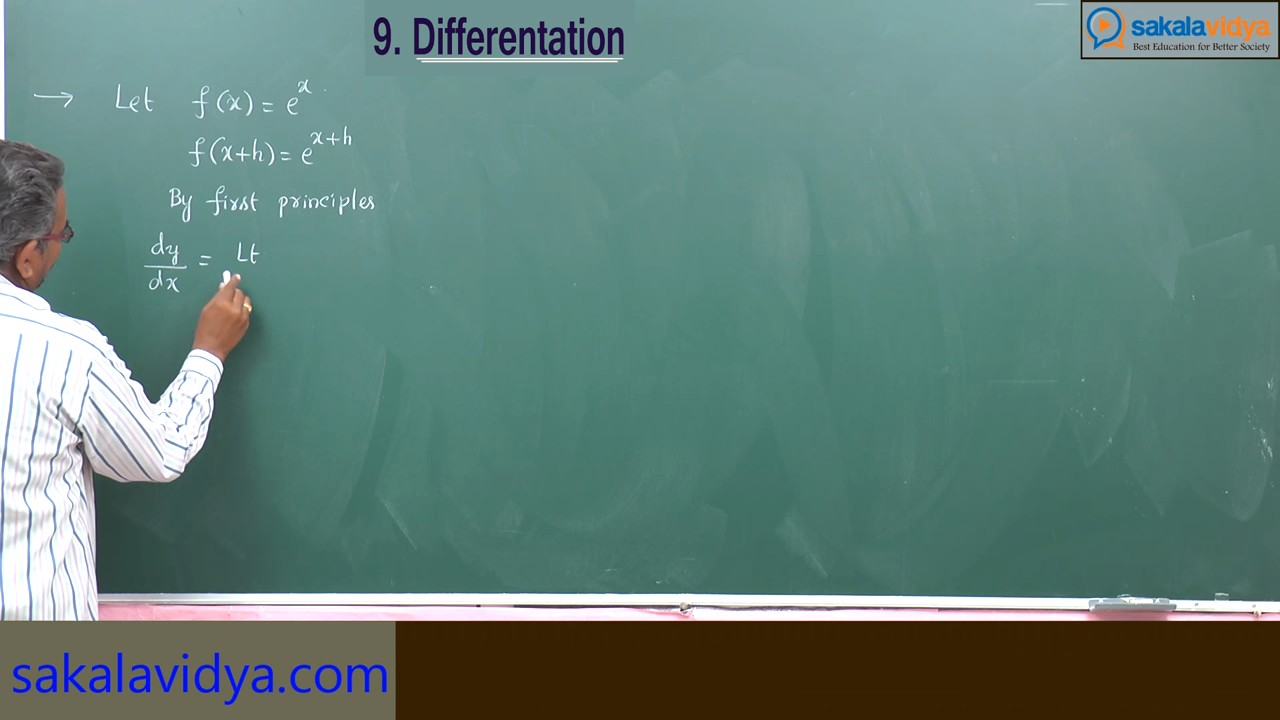 9. Differentation
sakalavidya
Best Education for Better Society
→ Let f(x) = e^x
f(x+h) = e^{x+h}
By first principles
dy/dx = Lt
sakalavidya.com